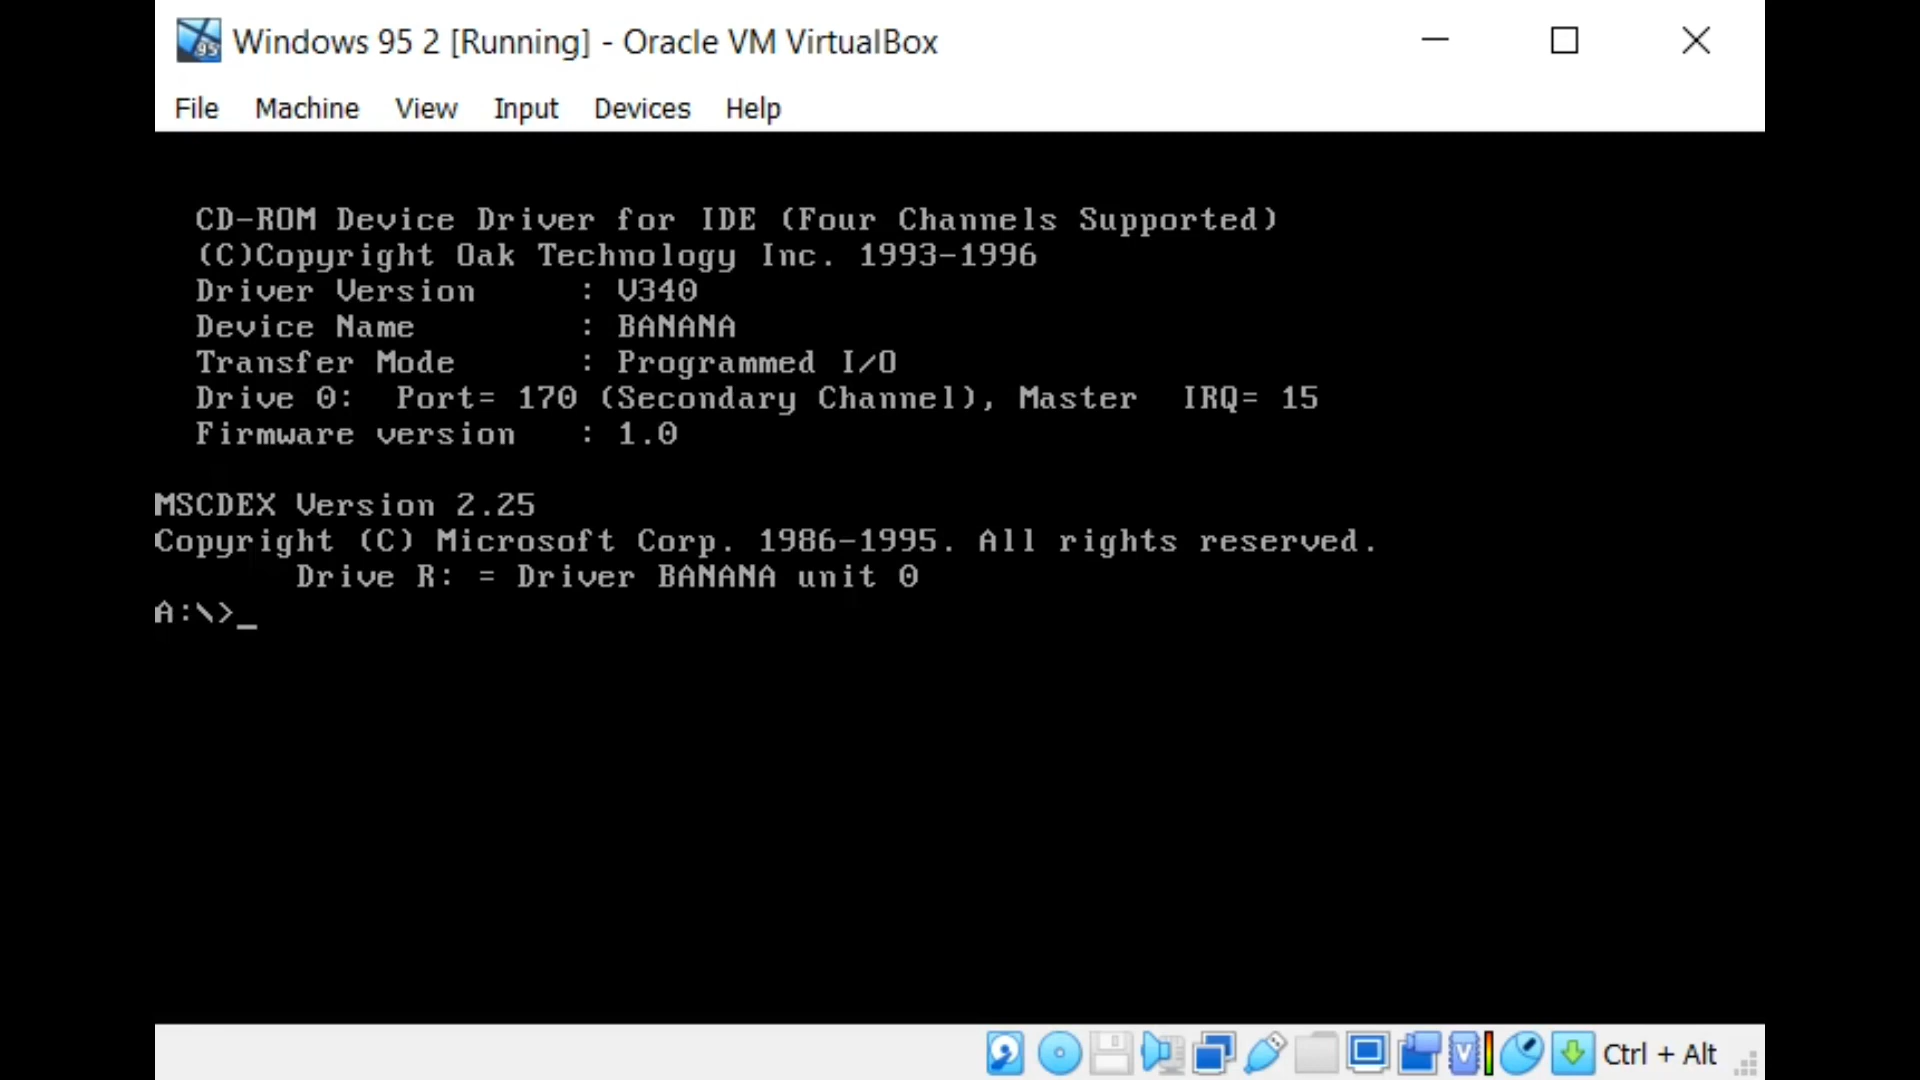 Windows 95 2 [Running] - Oracle VM VirtualBox
File Machine View Input Devices Help
CD-ROM Device Driver for IDE (Four Channels Supported)
(C)Copyright Oak Technology Inc. 1993-1996
Driver Version : V340
Device Name : BANANA
Transfer Mode : Programmed I/O
Drive 0: Port= 170 (Secondary Channel), Master IRQ= 15
Firmware version : 1.0
MSCDEX Version 2.25
Copyright (C) Microsoft Corp. 1986-1995. All rights reserved.
Drive R: = Driver BANANA unit 0
A:\>_
Ctrl + Alt